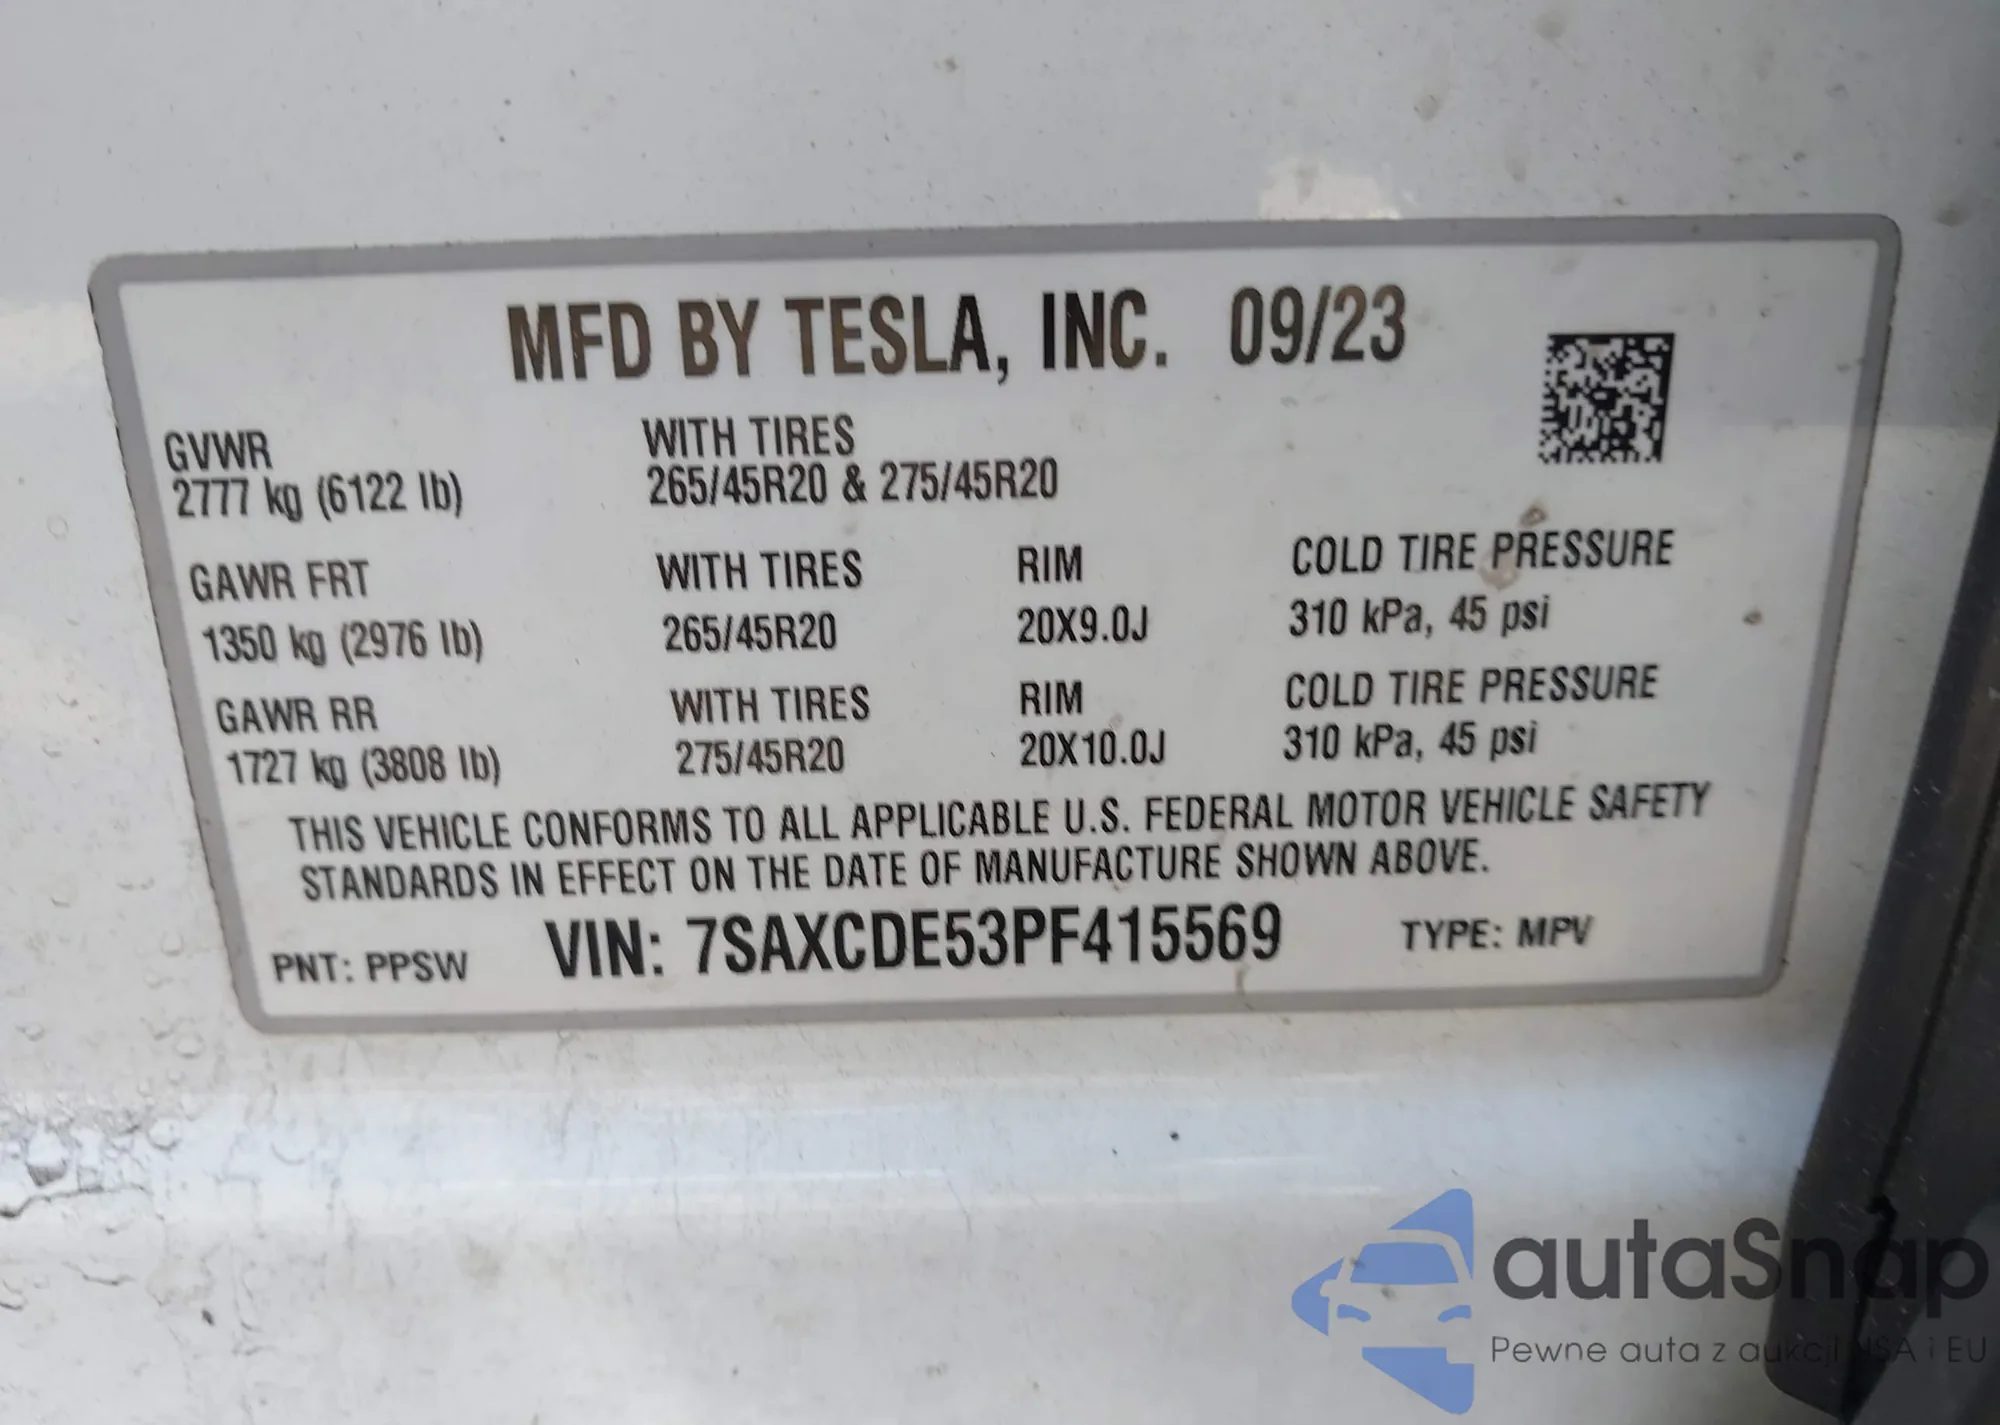 MFD BY TESLA, INC. 09/23
GVWR WITH TIRES
2777 kg (6122 lb) 265/45R20 & 275/45R20
GAWR FRT WITH TIRES RIM COLD TIRE PRESSURE
1350 kg (2976 lb) 265/45R20 20X9.0J 310 kPa, 45 psi
GAWR RR WITH TIRES RIM COLD TIRE PRESSURE
1727 kg (3808 lb) 275/45R20 20X10.0J 310 kPa, 45 psi
THIS VEHICLE CONFORMS TO ALL APPLICABLE U.S. FEDERAL MOTOR VEHICLE SAFETY
STANDARDS IN EFFECT ON THE DATE OF MANUFACTURE SHOWN ABOVE.
PNT: PPSW VIN: 7SAXCDE53PF415569 TYPE: MPV
autaSnap
Pewne auta z aukcji USA i EU